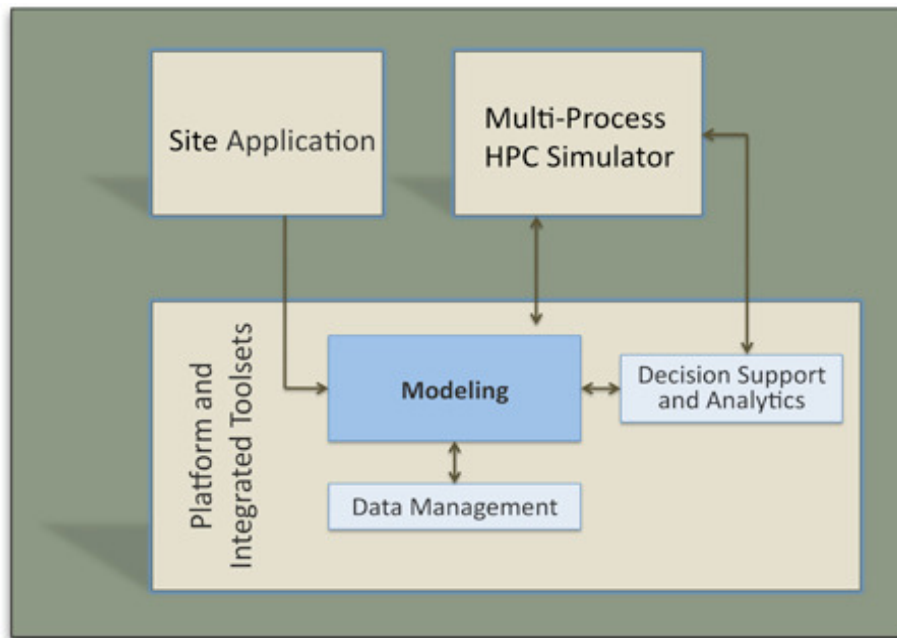 Site Application
Multi-Process
HPC Simulator
Platform and
Integrated Toolsets
Modeling
Decision Support
and Analytics
Data Management